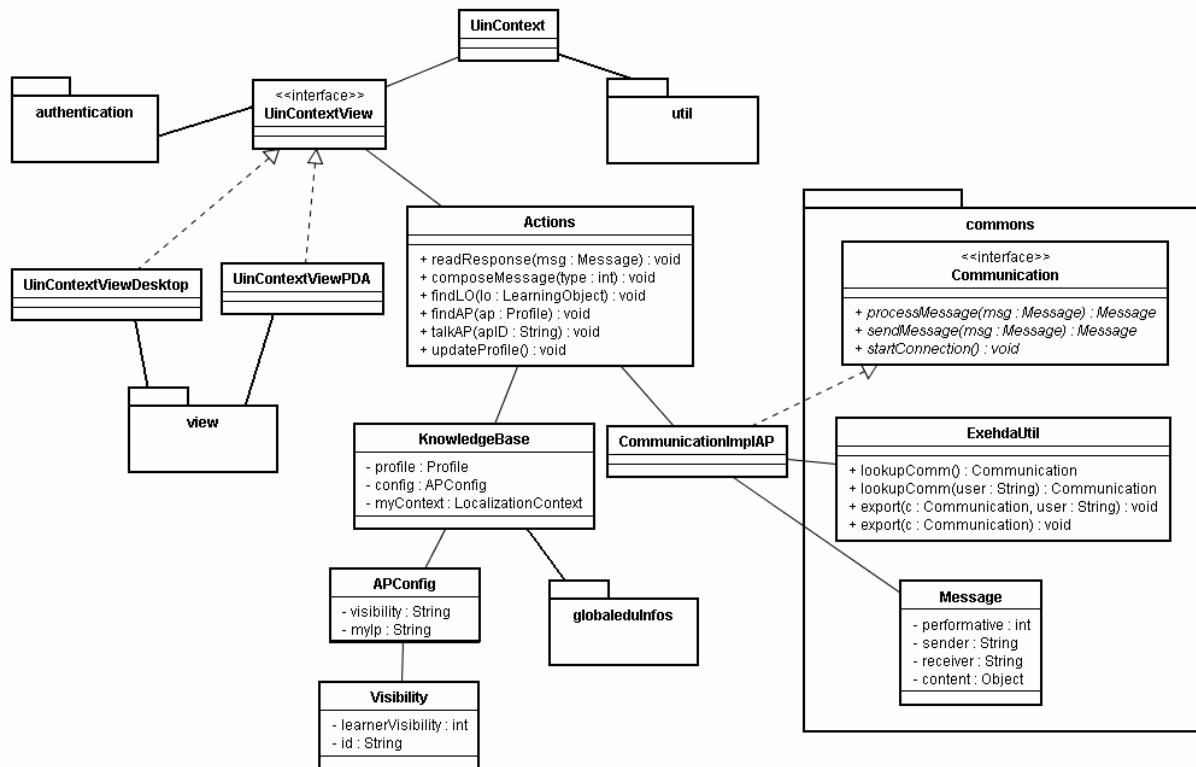 UinContext
authentication
<<interface>>
UinContextView
util
Actions
+ readResponse(msg : Message) : void
+ composeMessage(type : int) : void
+ findLO(lo : LearningObject) : void
+ findAP(ap : Profile) : void
+ talkAP(apID : String) : void
+ updateProfile() : void
commons
<<interface>>
Communication
+ processMessage(msg : Message) : Message
+ sendMessage(msg : Message) : Message
+ startConnection() : void
UinContextViewDesktop
UinContextViewPDA
view
KnowledgeBase
- profile : Profile
- config : APConfig
- myContext : LocalizationContext
CommunicationImplAP
ExehdaUtil
+ lookupComm() : Communication
+ lookupComm(user : String) : Communication
+ export(c : Communication, user : String) : void
+ export(c : Communication) : void
APConfig
- visibility : String
- myIp : String
globaleduInfos
Message
- performative : int
- sender : String
- receiver : String
- content : Object
Visibility
- learnerVisibility : int
- id : String